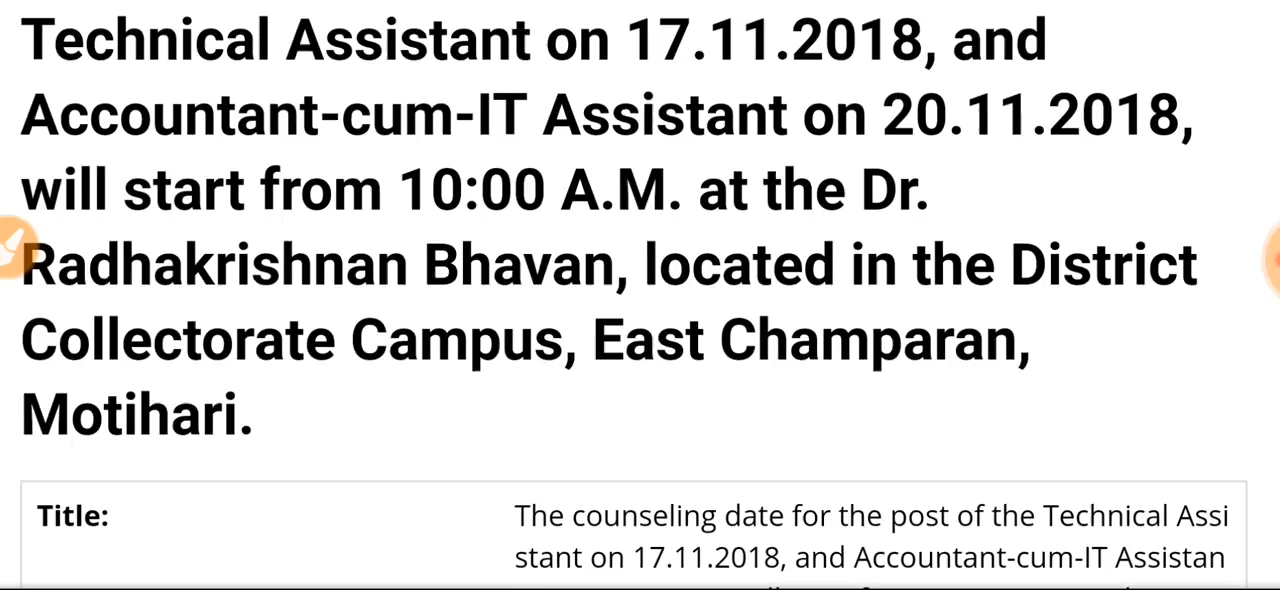 Technical Assistant on 17.11.2018, and
Accountant-cum-IT Assistant on 20.11.2018,
will start from 10:00 A.M. at the Dr.
Radhakrishnan Bhavan, located in the District
Collectorate Campus, East Champaran,
Motihari.
Title:
The counseling date for the post of the Technical Assi
stant on 17.11.2018, and Accountant-cum-IT Assistan